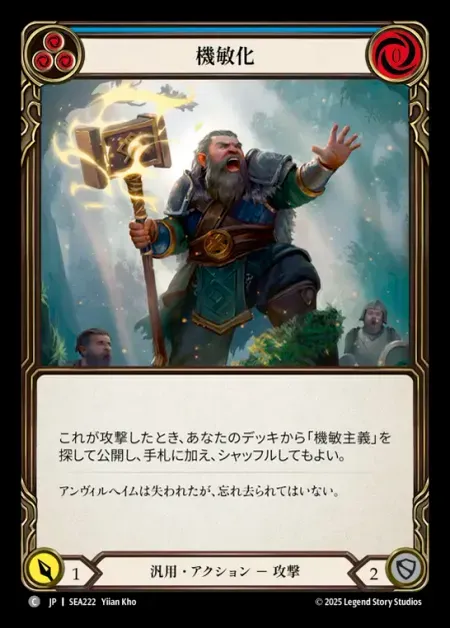 機敏化
0
これが攻撃したとき、あなたのデッキから「機敏主義」を
探して公開し、手札に加え、シャッフルしてもよい。
アンヴィルヘイムは失われたが、忘れ去られてはいない。
1
汎用・アクション － 攻撃
2
C JP | SEA222 Yiian Kho
© 2025 Legend Story Studios